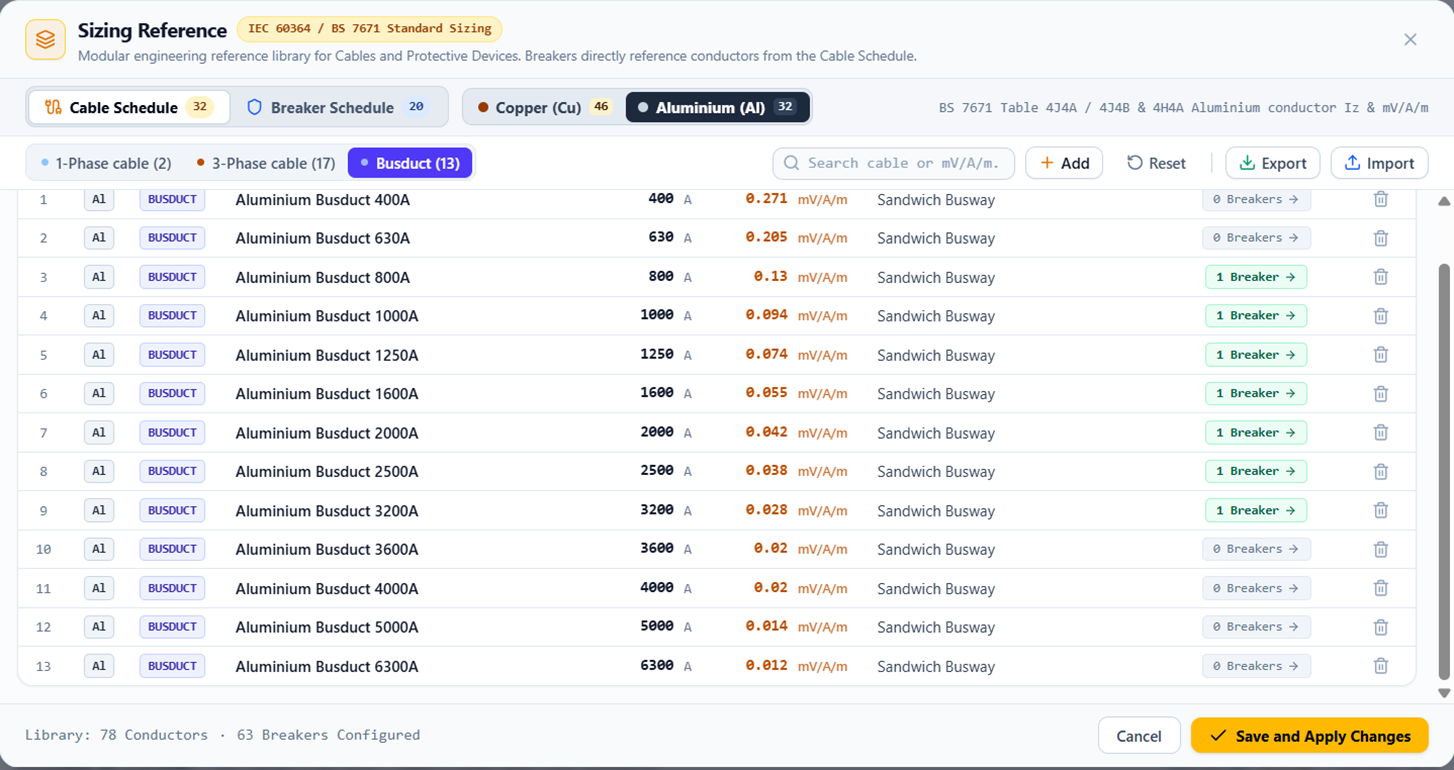 Sizing Reference IEC 60364 / BS 7671 Standard Sizing
Modular engineering reference library for Cables and Protective Devices. Breakers directly reference conductors from the Cable Schedule.
Cable Schedule 32 Breaker Schedule 20 Copper (Cu) 46 Aluminium (Al) 32 BS 7671 Table 4J4A / 4J4B & 4H4A Aluminium conductor Iz & mV/A/m
1-Phase cable (2) 3-Phase cable (17) Busduct (13) Search cable or mV/A/m. + Add Reset Export Import
1 Al BUSDUCT Aluminium Busduct 400A 400 A 0.271 mV/A/m Sandwich Busway 0 Breakers →
2 Al BUSDUCT Aluminium Busduct 630A 630 A 0.205 mV/A/m Sandwich Busway 0 Breakers →
3 Al BUSDUCT Aluminium Busduct 800A 800 A 0.13 mV/A/m Sandwich Busway 1 Breaker →
4 Al BUSDUCT Aluminium Busduct 1000A 1000 A 0.094 mV/A/m Sandwich Busway 1 Breaker →
5 Al BUSDUCT Aluminium Busduct 1250A 1250 A 0.074 mV/A/m Sandwich Busway 1 Breaker →
6 Al BUSDUCT Aluminium Busduct 1600A 1600 A 0.055 mV/A/m Sandwich Busway 1 Breaker →
7 Al BUSDUCT Aluminium Busduct 2000A 2000 A 0.042 mV/A/m Sandwich Busway 1 Breaker →
8 Al BUSDUCT Aluminium Busduct 2500A 2500 A 0.038 mV/A/m Sandwich Busway 1 Breaker →
9 Al BUSDUCT Aluminium Busduct 3200A 3200 A 0.028 mV/A/m Sandwich Busway 1 Breaker →
10 Al BUSDUCT Aluminium Busduct 3600A 3600 A 0.02 mV/A/m Sandwich Busway 0 Breakers →
11 Al BUSDUCT Aluminium Busduct 4000A 4000 A 0.02 mV/A/m Sandwich Busway 0 Breakers →
12 Al BUSDUCT Aluminium Busduct 5000A 5000 A 0.014 mV/A/m Sandwich Busway 0 Breakers →
13 Al BUSDUCT Aluminium Busduct 6300A 6300 A 0.012 mV/A/m Sandwich Busway 0 Breakers →
Library: 78 Conductors · 63 Breakers Configured Cancel Save and Apply Changes